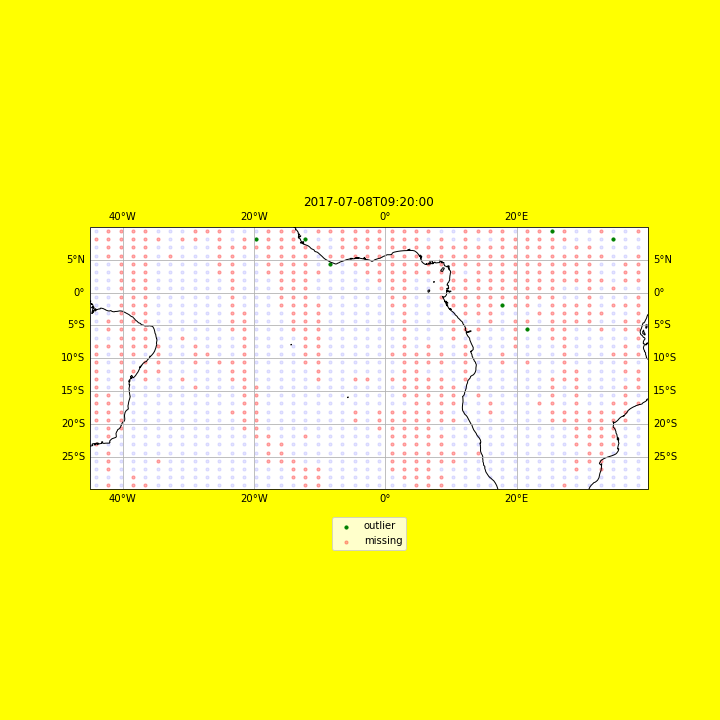 2017-07-08T09:20:00
40°W 20°W 0° 20°E
5°N 5°N
0° 0°
5°S 5°S
10°S 10°S
15°S 15°S
20°S 20°S
25°S 25°S
40°W 20°W 0° 20°E
outlier
missing